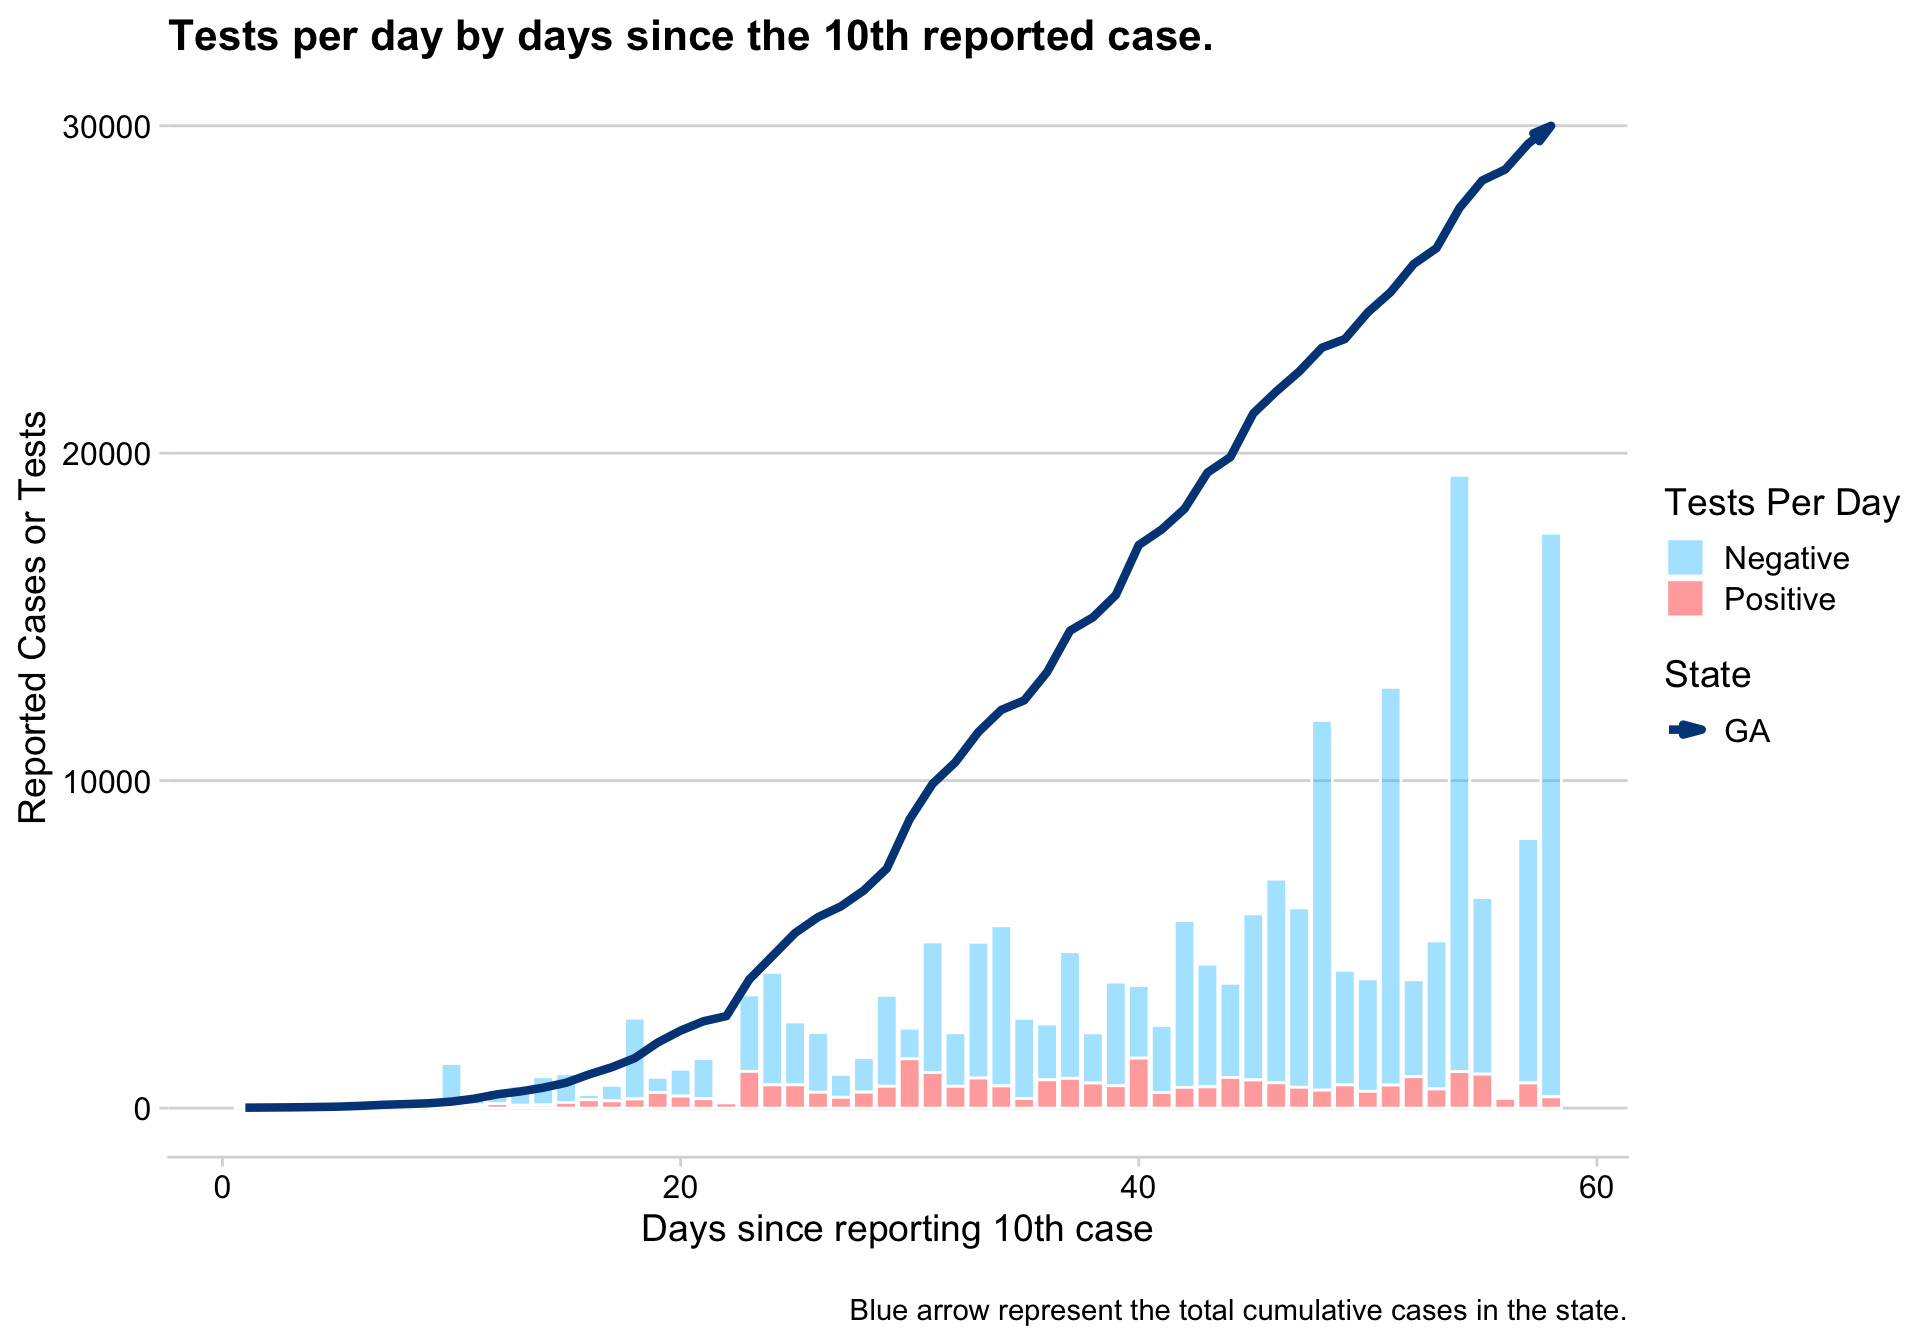 Tests per day by days since the 10th reported case.
30000
20000
10000
0
Reported Cases or Tests
0
20
40
60
Days since reporting 10th case
Tests Per Day
Negative
Positive
State
GA
Blue arrow represent the total cumulative cases in the state.